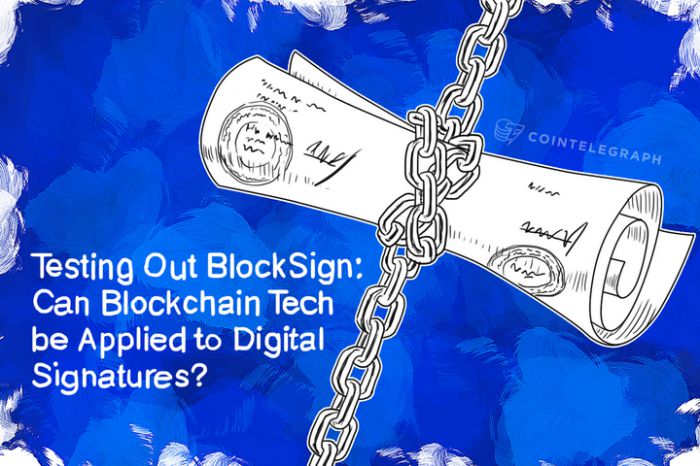 COINTELEGRAPH
Testing Out BlockSign:
Can Blockchain Tech
be Applied to Digital
Signatures?